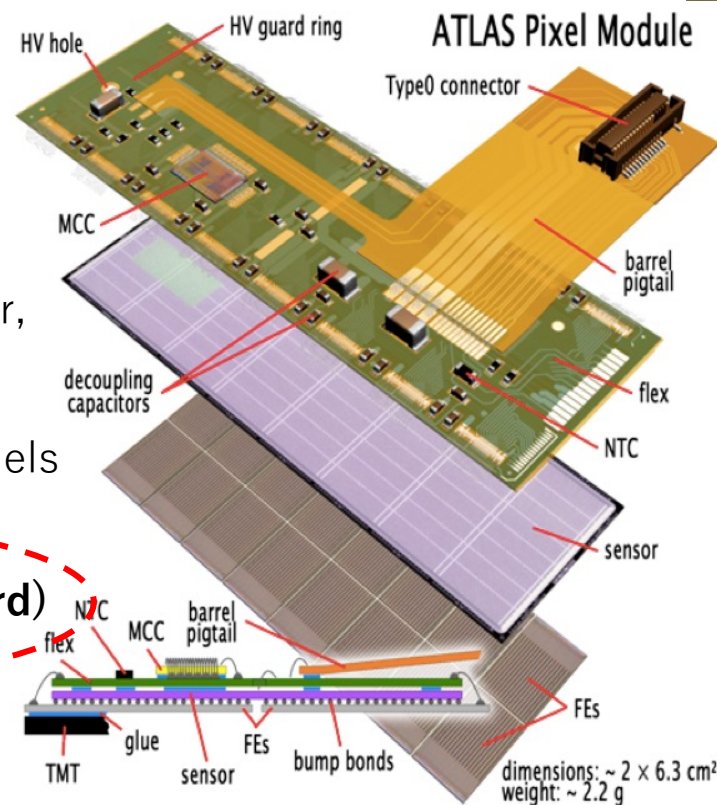 ATLAS Pixel Module
HV guard ring
HV hole
Type0 connector
MCC
barrel
pigtail
r,
decoupling
capacitors
flex
NTC
els
sensor
rd)
NTC
MCC
barrel
pigtail
flex
FEs
glue
FEs
bump bonds
TMT
sensor
dimensions: ~ 2 × 6.3 cm²
weight: ~ 2.2 g